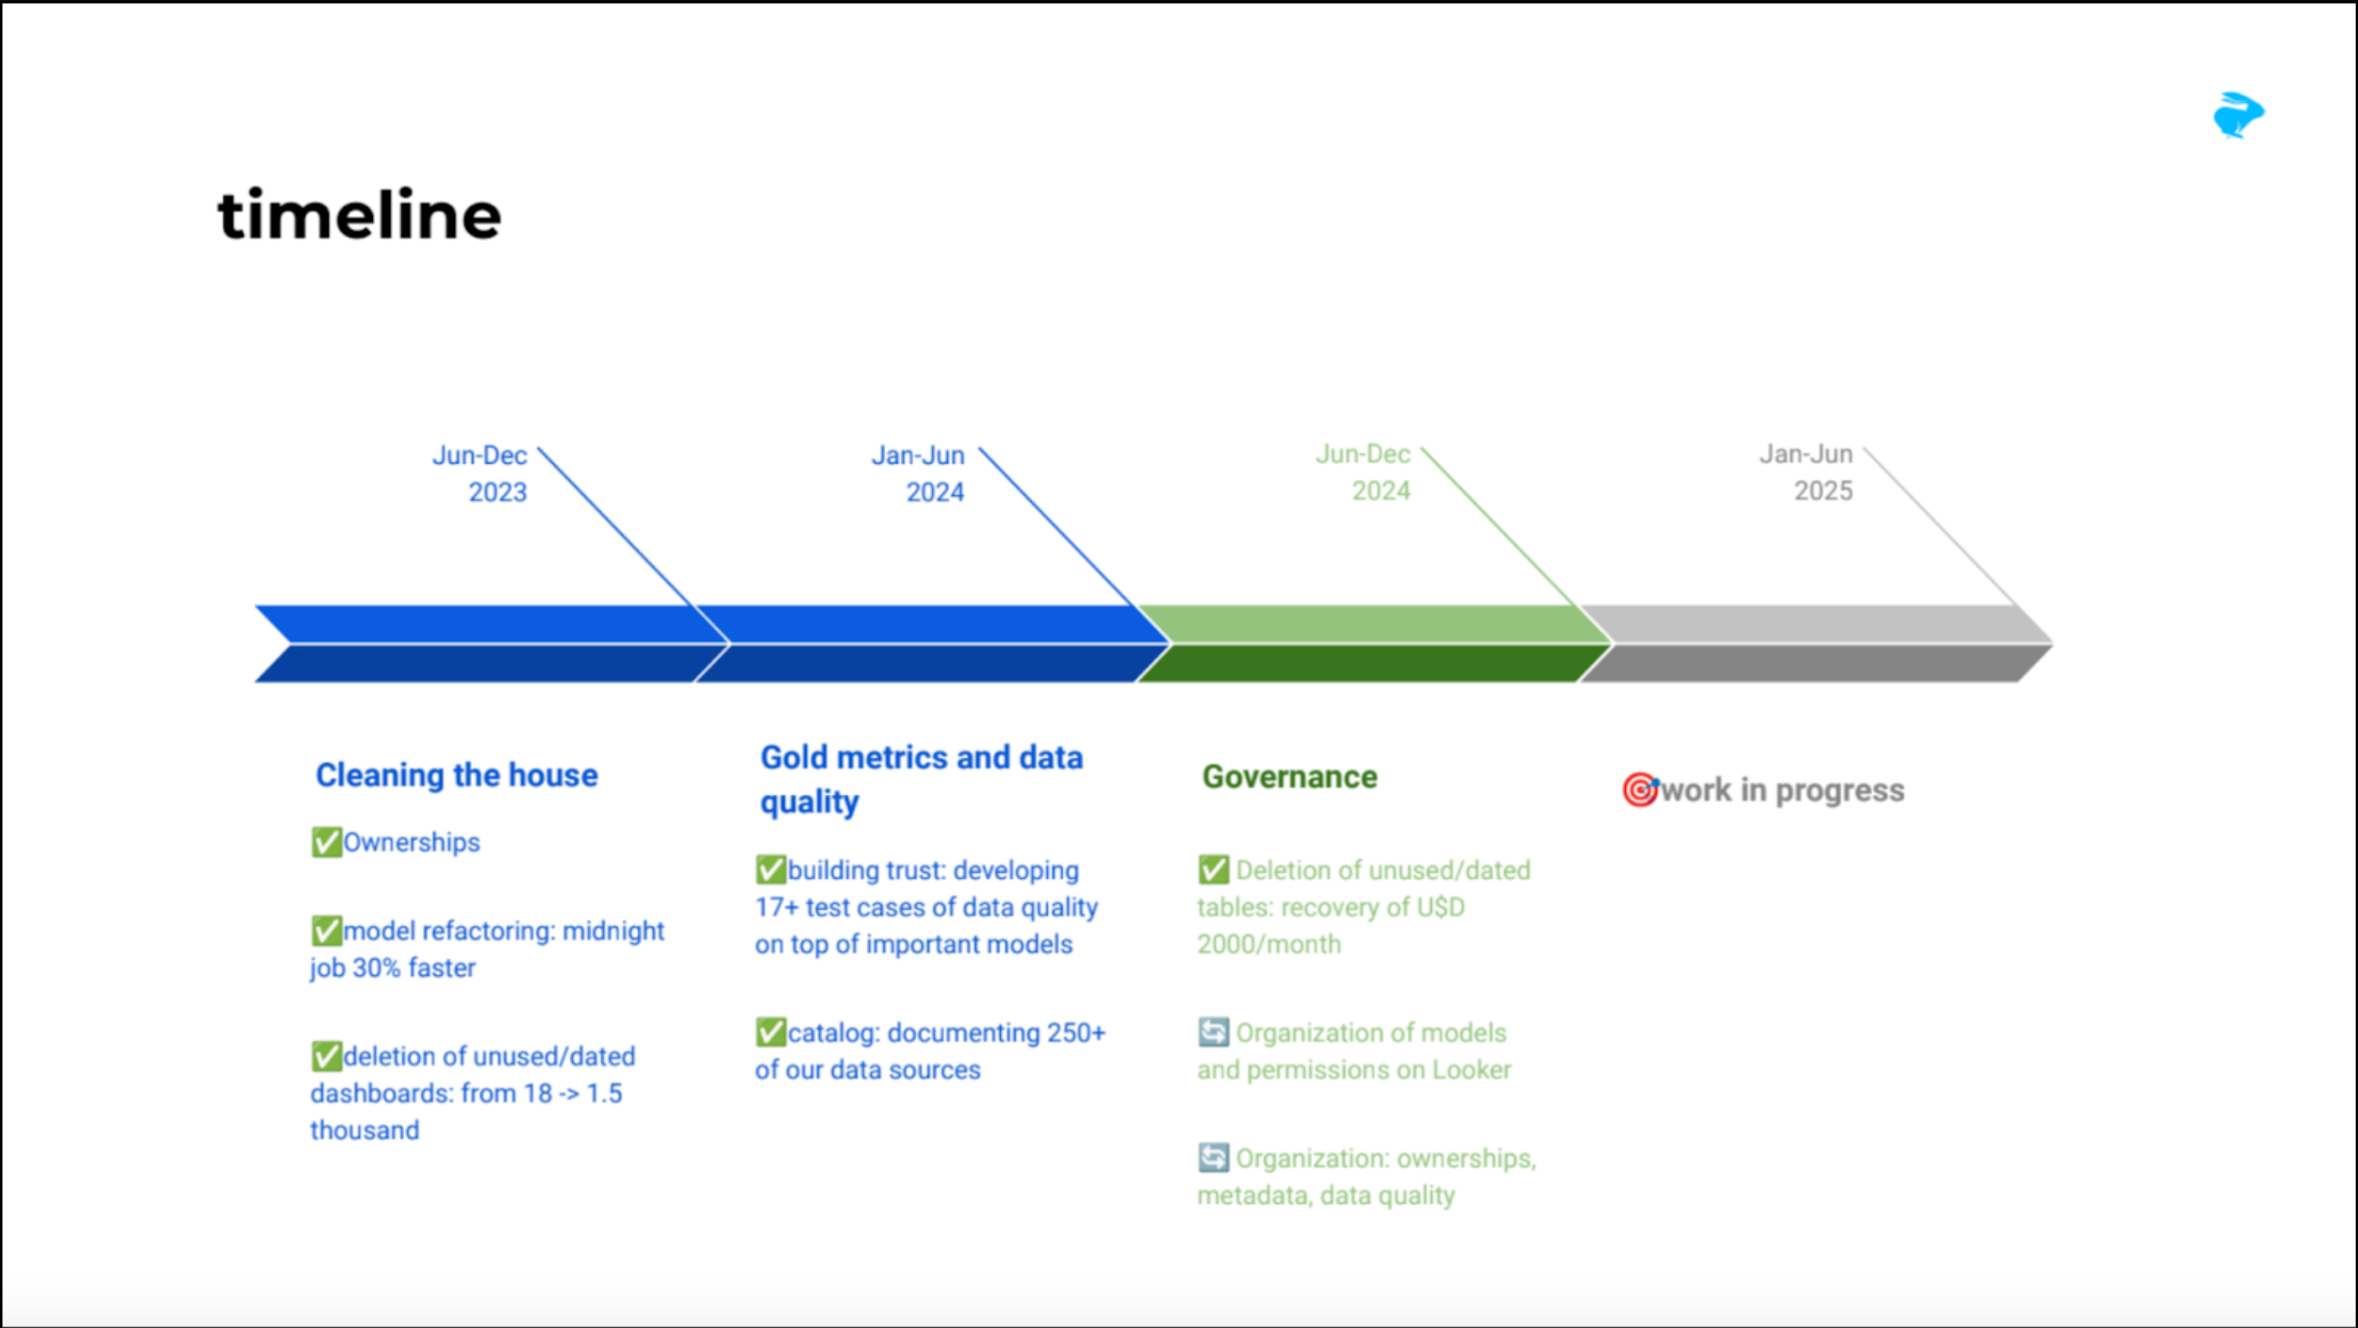 timeline
Jun-Dec
2023
Jan-Jun
2024
Jun-Dec
2024
Jan-Jun
2025
Cleaning the house
✅Ownerships
✅model refactoring: midnight
job 30% faster
✅deletion of unused/dated
dashboards: from 18 -> 1.5
thousand
Gold metrics and data
quality
✅building trust: developing
17+ test cases of data quality
on top of important models
✅catalog: documenting 250+
of our data sources
Governance
✅ Deletion of unused/dated
tables: recovery of U$D
2000/month
🔄 Organization of models
and permissions on Looker
🔄 Organization: ownerships,
metadata, data quality
🎯work in progress